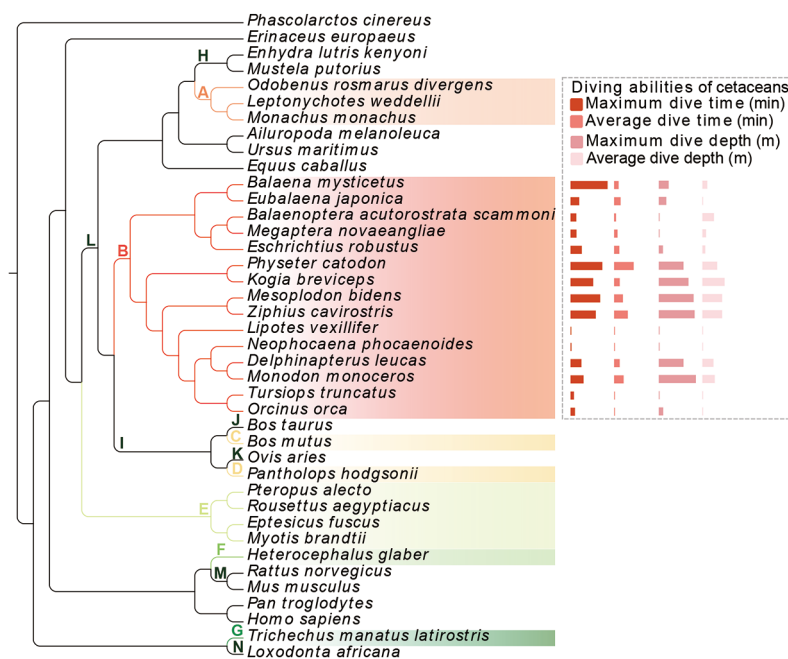 Phascolarctos cinereus
Erinaceus europaeus
H Enhydra lutris kenyoni
Mustela putorius
Odobenus rosmarus divergens
A Leptonychotes weddellii
Monachus monachus
Ailuropoda melanoleuca
Ursus maritimus
Equus caballus
Balaena mysticetus
Eubalaena japonica
Balaenoptera acutorostrata scammoni
Megaptera novaeangliae
L B Eschrichtius robustus
Physeter catodon
Kogia breviceps
Mesoplodon bidens
Ziphius cavirostris
Lipotes vexillifer
Neophocaena phocaenoides
Delphinapterus leucas
Monodon monoceros
Tursiops truncatus
Orcinus orca
J Bos taurus
I C Bos mutus
K Ovis aries
D Pantholops hodgsonii
Pteropus alecto
E Rousettus aegyptiacus
Eptesicus fuscus
Myotis brandtii
F Heterocephalus glaber
M Rattus norvegicus
Mus musculus
Pan troglodytes
Homo sapiens
G Trichechus manatus latirostris
N Loxodonta africana
Diving abilities of cetaceans
Maximum dive time (min)
Average dive time (min)
Maximum dive depth (m)
Average dive depth (m)